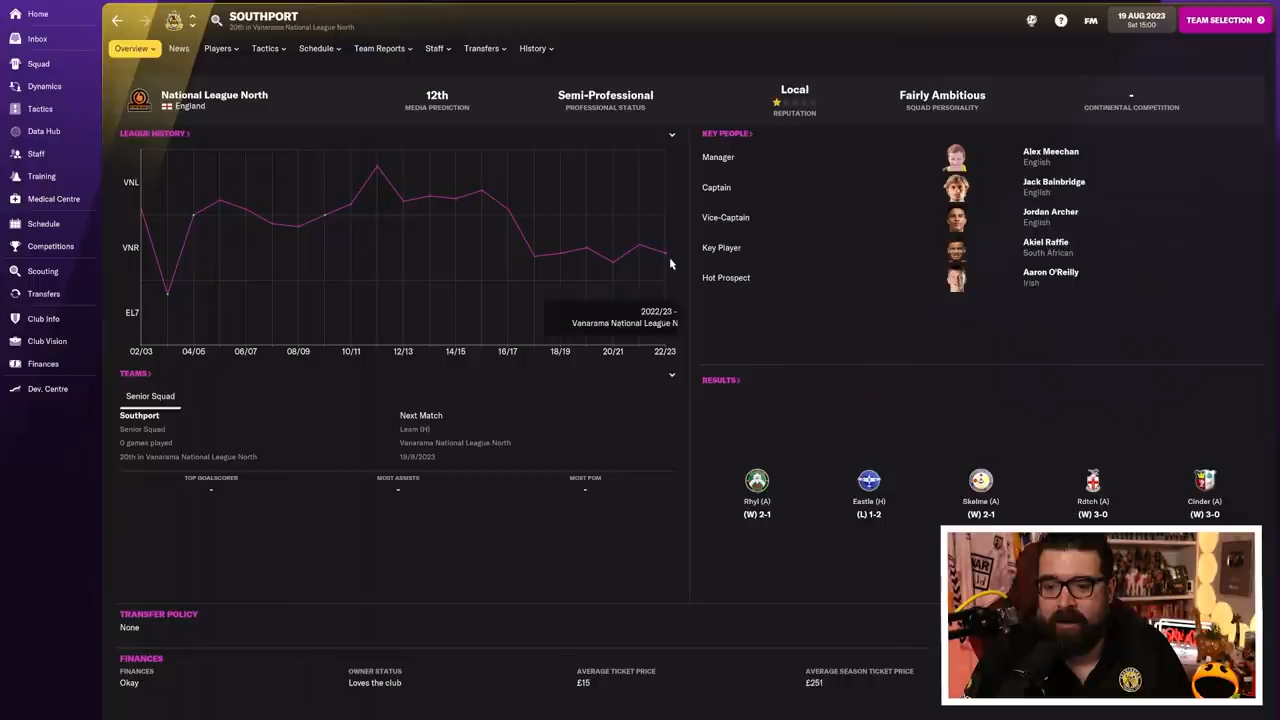 Home
Inbox
Squad
Dynamics
Tactics
Data Hub
Staff
Training
Medical Centre
Schedule
Competitions
Scouting
Transfers
Club Info
Club Vision
Finances
Dev. Centre
SOUTHPORT
20th in Vanarama National League North
FM
19 AUG 2023
Sat 15:00
TEAM SELECTION
Overview
News
Players
Tactics
Schedule
Team Reports
Staff
Transfers
History
National League North
England
12th
MEDIA PREDICTION
Semi-Professional
PROFESSIONAL STATUS
Local
REPUTATION
Fairly Ambitious
SQUAD PERSONALITY
-
CONTINENTAL COMPETITION
LEAGUE HISTORY
VNL
VNR
EL7
2022/23 -
Vanarama National League N
02/03 04/05 06/07 08/09 10/11 12/13 14/15 16/17 18/19 20/21 22/23
KEY PEOPLE
Manager
Alex Meechan
English
Captain
Jack Bainbridge
English
Vice-Captain
Jordan Archer
English
Key Player
Akiel Raffie
South African
Hot Prospect
Aaron O'Reilly
Irish
TEAMS
Senior Squad
Southport
Senior Squad
0 games played
20th in Vanarama National League North
Next Match
Leam (H)
Vanarama National League North
19/8/2023
TOP GOALSCORER
-
MOST ASSISTS
-
MOST POM
-
RESULTS
Rhyl (A)
(W) 2-1
Eastle (H)
(L) 1-2
Skelme (A)
(W) 2-1
Rdtch (A)
(W) 3-0
Cinder (A)
(W) 3-0
TRANSFER POLICY
None
FINANCES
FINANCES
Okay
OWNER STATUS
Loves the club
AVERAGE TICKET PRICE
£15
AVERAGE SEASON TICKET PRICE
£251